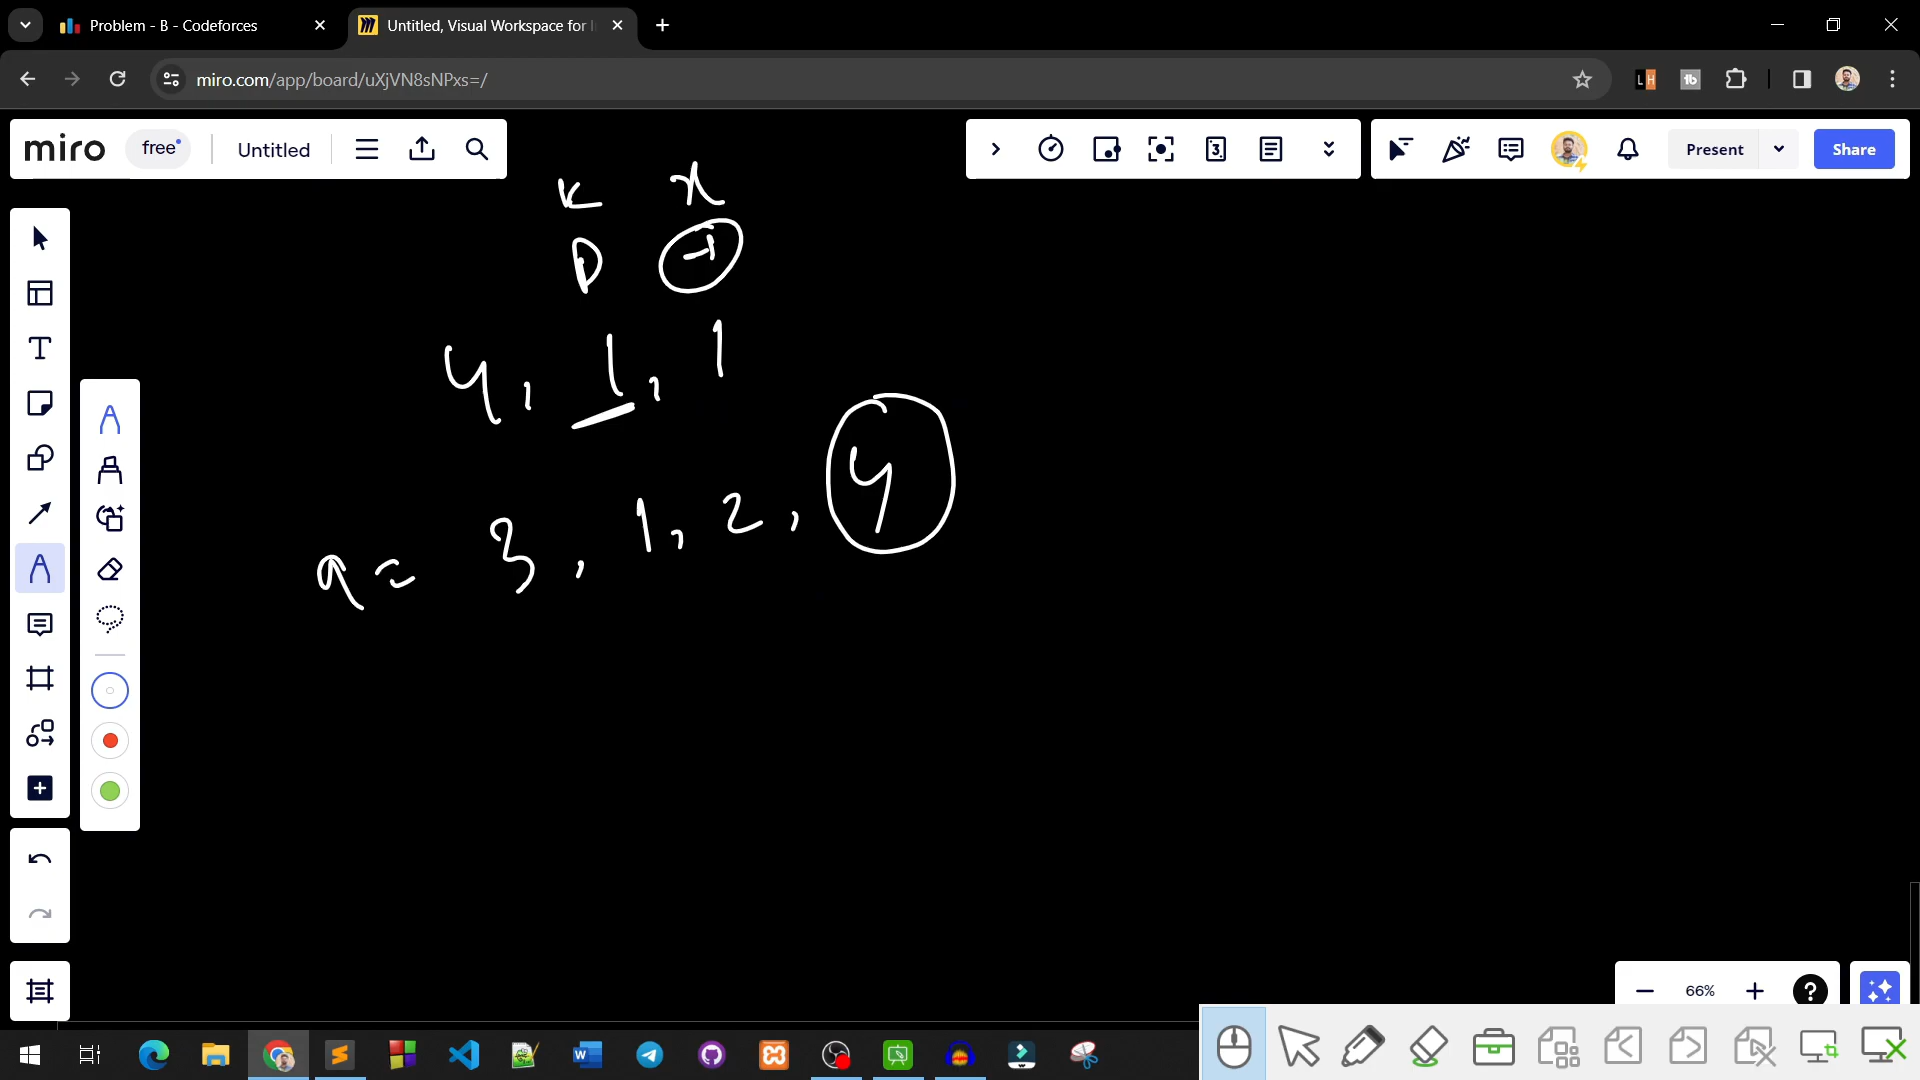 Problem - B - Codeforces
Untitled, Visual Workspace for I
miro.com/app/board/uXjVN8sNPxs=/
miro free Untitled
3
Present
Share
K x
D -1
4, 1, 1
a = 3, 1, 2, 4
66%